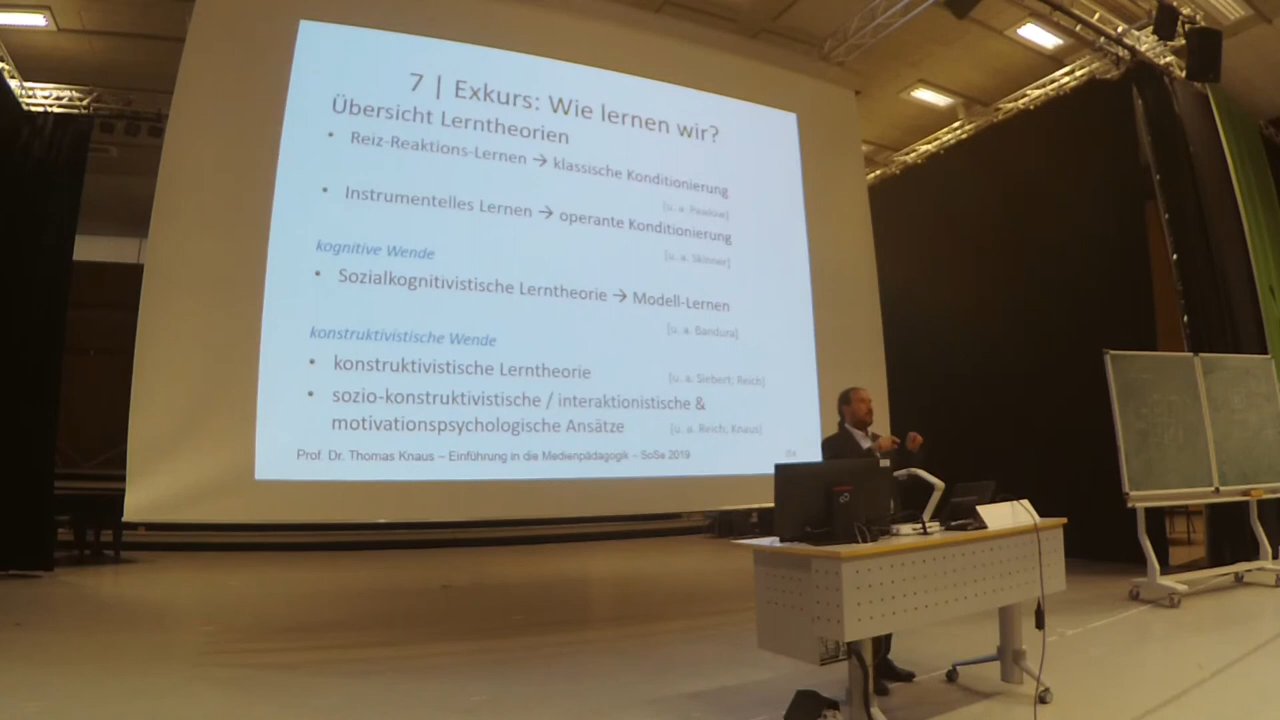 7 | Exkurs: Wie lernen wir?
Übersicht Lerntheorien
• Reiz-Reaktions-Lernen → klassische Konditionierung
[u. a. Pawlow]
• Instrumentelles Lernen → operante Konditionierung
[u. a. Skinner]
kognitive Wende
• Sozialkognitivistische Lerntheorie → Modell-Lernen
[u. a. Bandura]
konstruktivistische Wende
• konstruktivistische Lerntheorie
[u. a. Siebert; Reich]
• sozio-konstruktivistische / interaktionistische &
motivationspsychologische Ansätze
[u. a. Reich; Knaus]
Prof. Dr. Thomas Knaus – Einführung in die Medienpädagogik – SoSe 2019